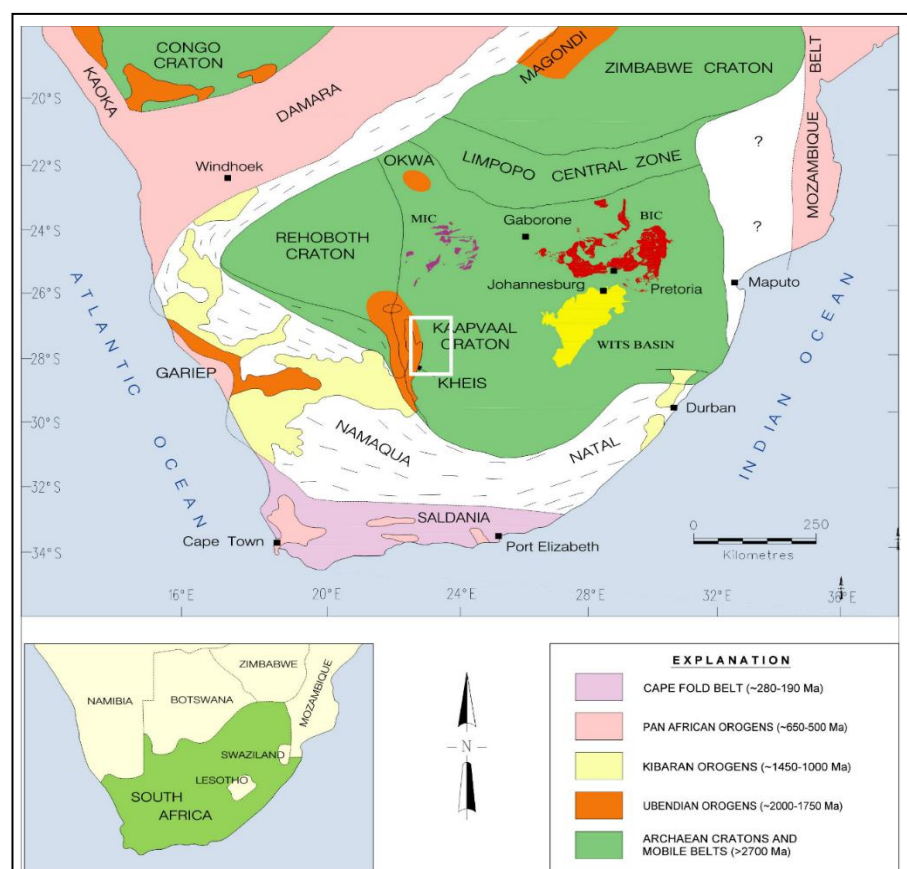 CONGO
CRATON
KAOKA
DAMARA
MAGONDI
ZIMBABWE CRATON
MOZAMBIQUE BELT
20°S
22°S
24°S
26°S
28°S
30°S
32°S
34°S
Windhoek
OKWA
LIMPOPO CENTRAL ZONE
?
?
REHOBOTH
CRATON
MIC
Gaborone
BIC
Johannesburg
Pretoria
Maputo
KAAPVAAL
CRATON
WITS BASIN
KHEIS
GARIEP
NAMAQUA
NATAL
Durban
SALDANIA
Cape Town
Port Elizabeth
ATLANTIC OCEAN
INDIAN OCEAN
0 250
Kilometres
16°E 20°E 24°E 28°E 32°E 36°E
NAMIBIA
BOTSWANA
ZIMBABWE
MOZAMBIQUE
SWAZILAND
LESOTHO
SOUTH
AFRICA
N
EXPLANATION
CAPE FOLD BELT (~280-190 Ma)
PAN AFRICAN OROGENS (~650-500 Ma)
KIBARAN OROGENS (~1450-1000 Ma)
UBENDIAN OROGENS (~2000-1750 Ma)
ARCHAEAN CRATONS AND
MOBILE BELTS (>2700 Ma)